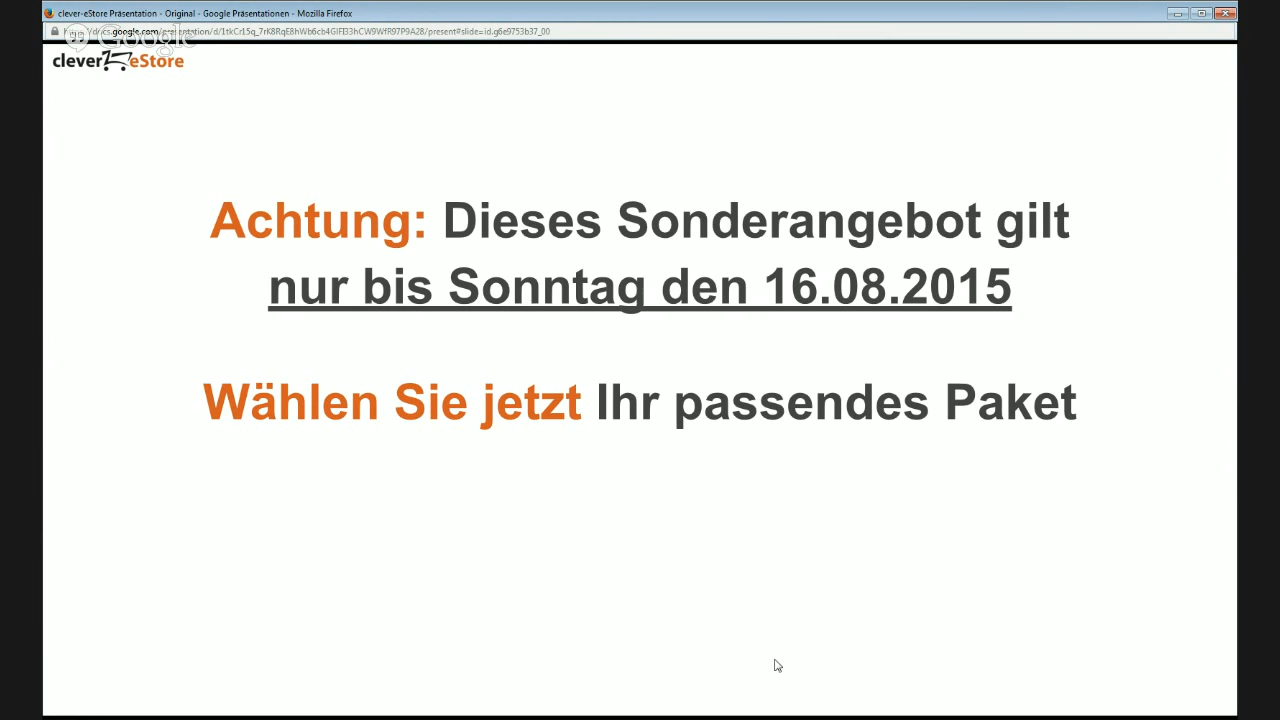 clever-eStore Präsentation - Original - Google Präsentationen - Mozilla Firefox
Google
clever eStore
Achtung: Dieses Sonderangebot gilt
nur bis Sonntag den 16.08.2015
Wählen Sie jetzt Ihr passendes Paket